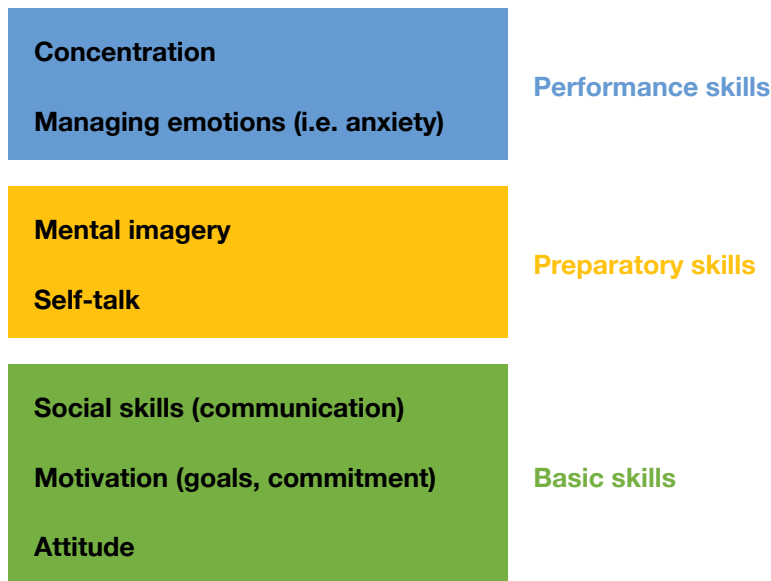 Concentration
Managing emotions (i.e. anxiety)
Performance skills
Mental imagery
Self-talk
Preparatory skills
Social skills (communication)
Motivation (goals, commitment)
Attitude
Basic skills